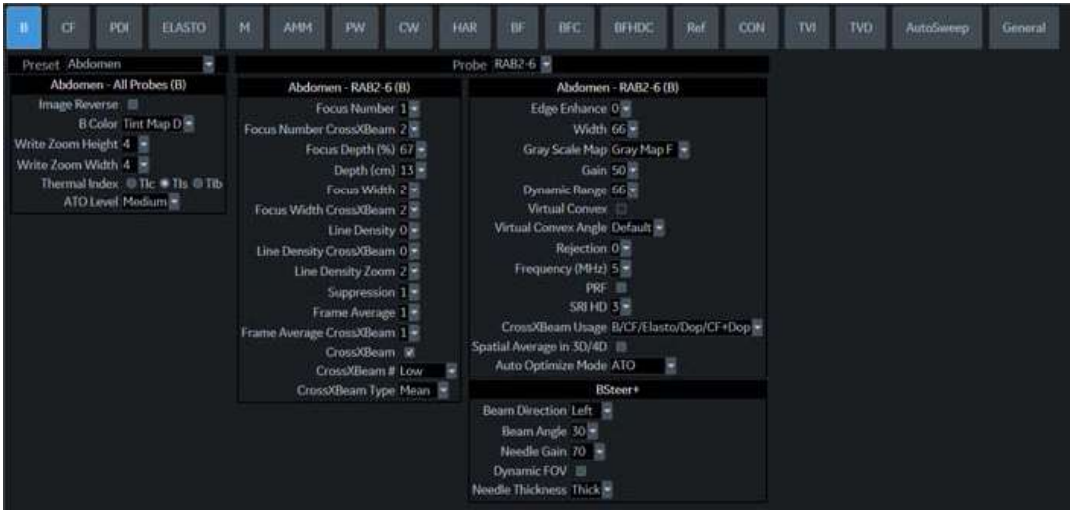 B CF PDI ELASTO M AMM PW CW HAR BF BFC BFHDC Ref CON TVI TVD AutoSweep General
Preset Abdomen
Probe RAB2-6
Abdomen - All Probes (B)
Image Reverse
B Color Tint Map D
Write Zoom Height 4
Write Zoom Width 4
Thermal Index TIc TIs TIb
ATO Level Medium
Abdomen - RAB2-6 (B)
Focus Number 1
Focus Number CrossXBeam 2
Focus Depth (%) 67
Depth (cm) 13
Focus Width 2
Focus Width CrossXBeam 2
Line Density 0
Line Density CrossXBeam 0
Line Density Zoom 2
Suppression 1
Frame Average 1
Frame Average CrossXBeam 1
CrossXBeam
CrossXBeam # Low
CrossXBeam Type Mean
Abdomen - RAB2-6 (B)
Edge Enhance 0
Width 66
Gray Scale Map Gray Map F
Gain 50
Dynamic Range 66
Virtual Convex
Virtual Convex Angle Default
Rejection 0
Frequency (MHz) 5
PRF
SRI HD 3
CrossXBeam Usage B/CF/Elasto/Dop/CF+Dop
Spatial Average in 3D/4D
Auto Optimize Mode ATO
BSteer+
Beam Direction Left
Beam Angle 30
Needle Gain 70
Dynamic FOV
Needle Thickness Thick